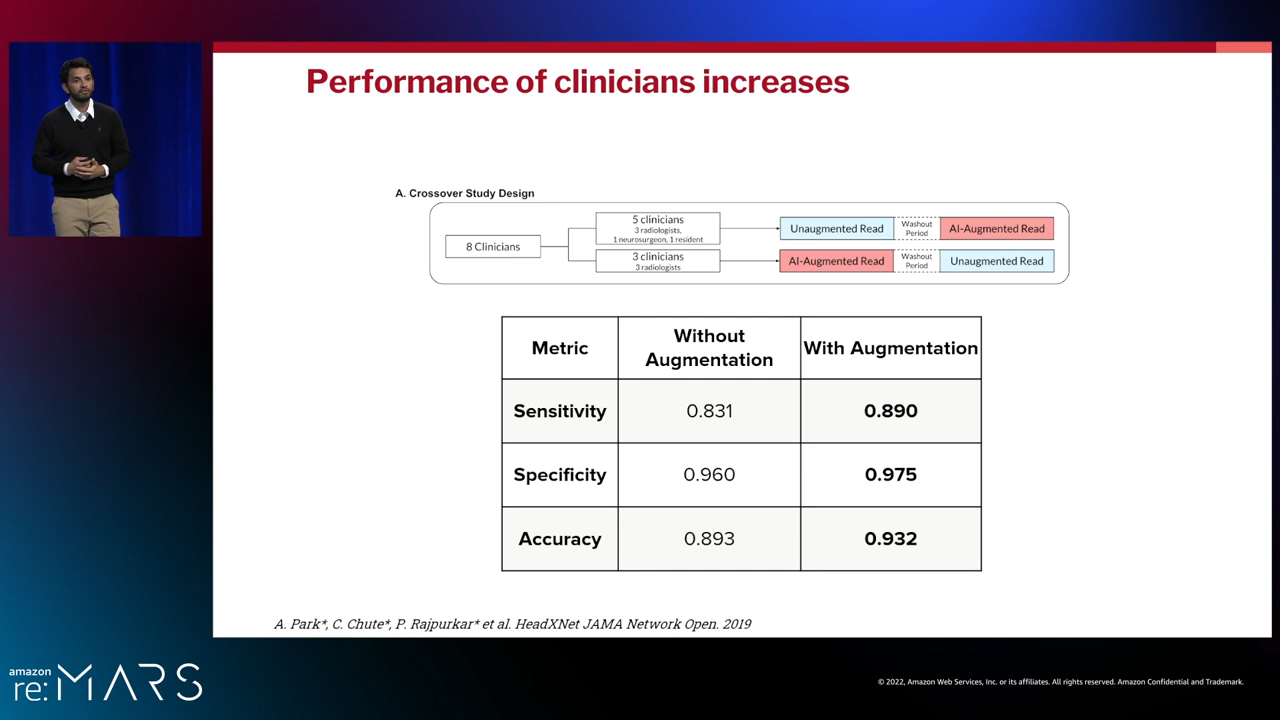 Performance of clinicians increases
A. Crossover Study Design
8 Clinicians
5 clinicians
3 radiologists,
1 neurosurgeon, 1 resident
Unaugmented Read
Washout
Period
AI-Augmented Read
3 clinicians
3 radiologists
AI-Augmented Read
Washout
Period
Unaugmented Read
Metric
Without
Augmentation
With Augmentation
Sensitivity
0.831
0.890
Specificity
0.960
0.975
Accuracy
0.893
0.932
A. Park*, C. Chute*, P. Rajpurkar* et al. HeadXNet JAMA Network Open. 2019
amazon
re:MARS
© 2022, Amazon Web Services, Inc. or its affiliates. All rights reserved. Amazon Confidential and Trademark.